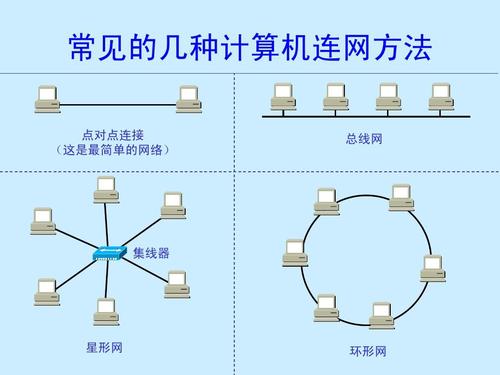 常见的几种计算机连网方法
点对点连接
（这是最简单的网络）
总线网
集线器
星形网
环形网